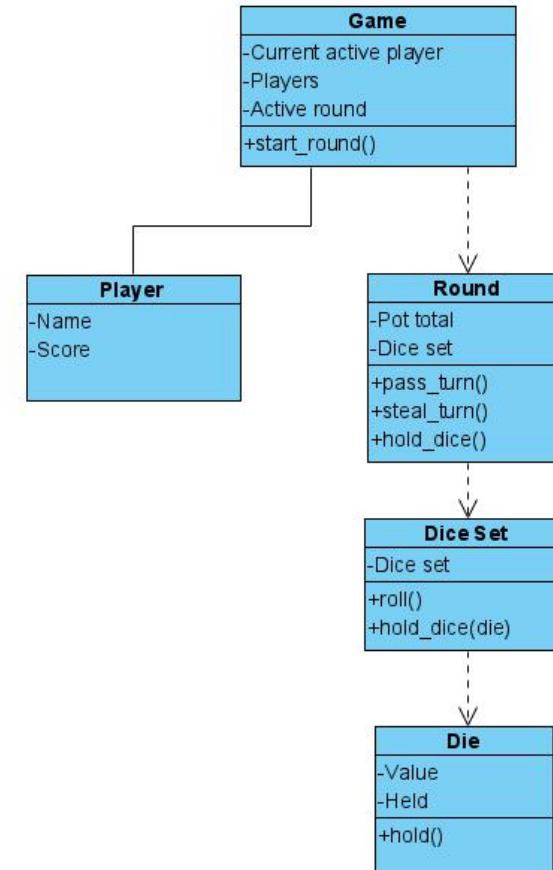 Game
-Current active player
-Players
-Active round
+start_round()
Player
-Name
-Score
Round
-Pot total
-Dice set
+pass_turn()
+steal_turn()
+hold_dice()
Dice Set
-Dice set
+roll()
+hold_dice(die)
Die
-Value
-Held
+hold()